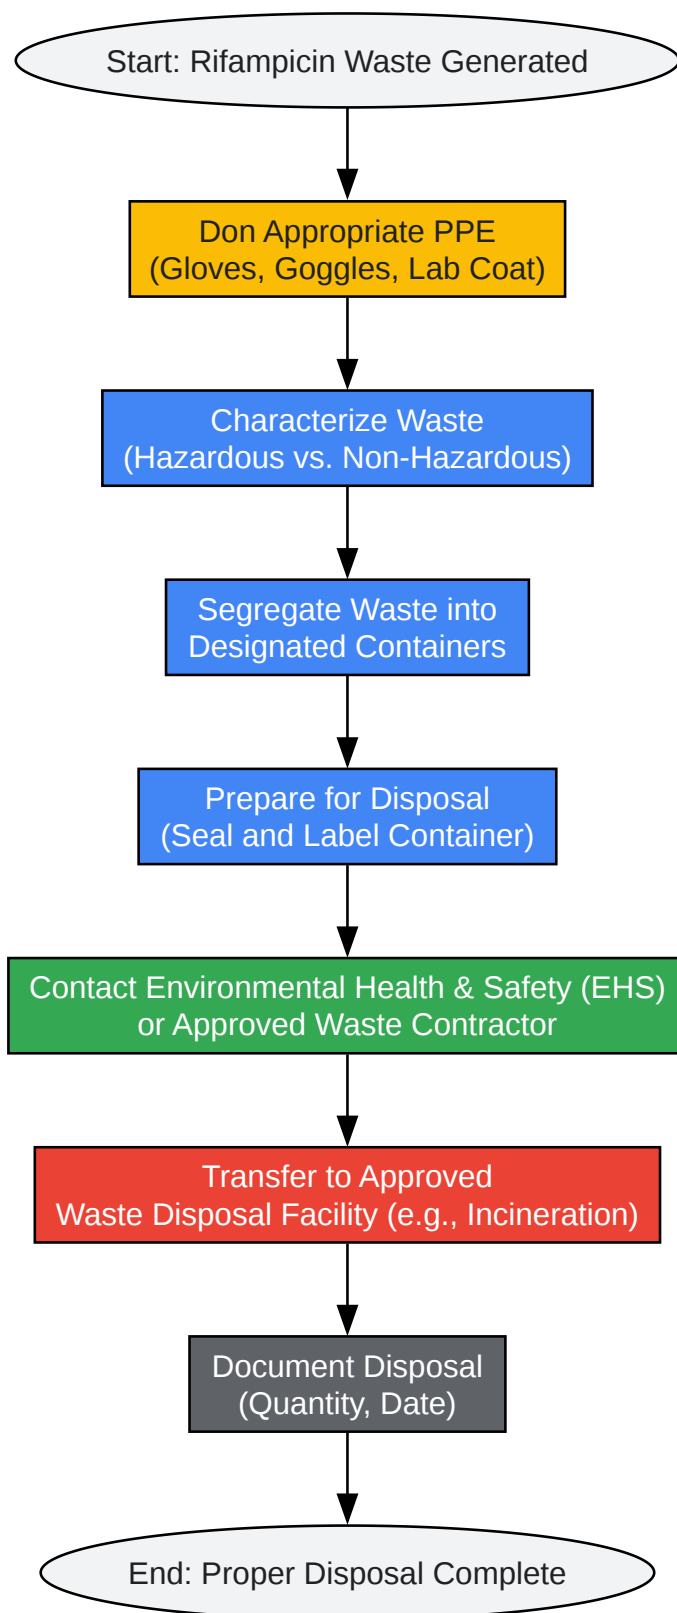 Start: Rifampicin Waste Generated
Don Appropriate PPE
(Gloves, Goggles, Lab Coat)
Characterize Waste
(Hazardous vs. Non-Hazardous)
Segregate Waste into
Designated Containers
Prepare for Disposal
(Seal and Label Container)
Contact Environmental Health & Safety (EHS)
or Approved Waste Contractor
Transfer to Approved
Waste Disposal Facility (e.g., Incineration)
Document Disposal
(Quantity, Date)
End: Proper Disposal Complete